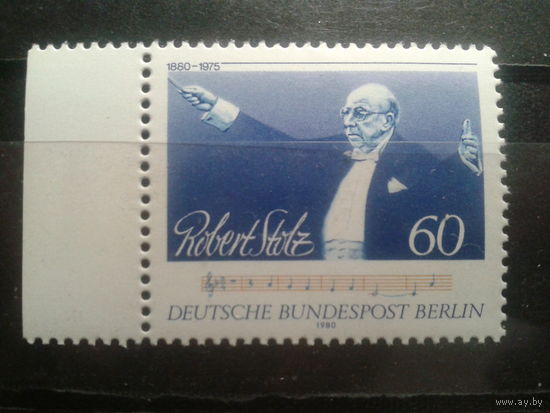 1880-1975
Robert Stolz
60
DEUTSCHE BUNDESPOST BERLIN
1980
www.ay.by